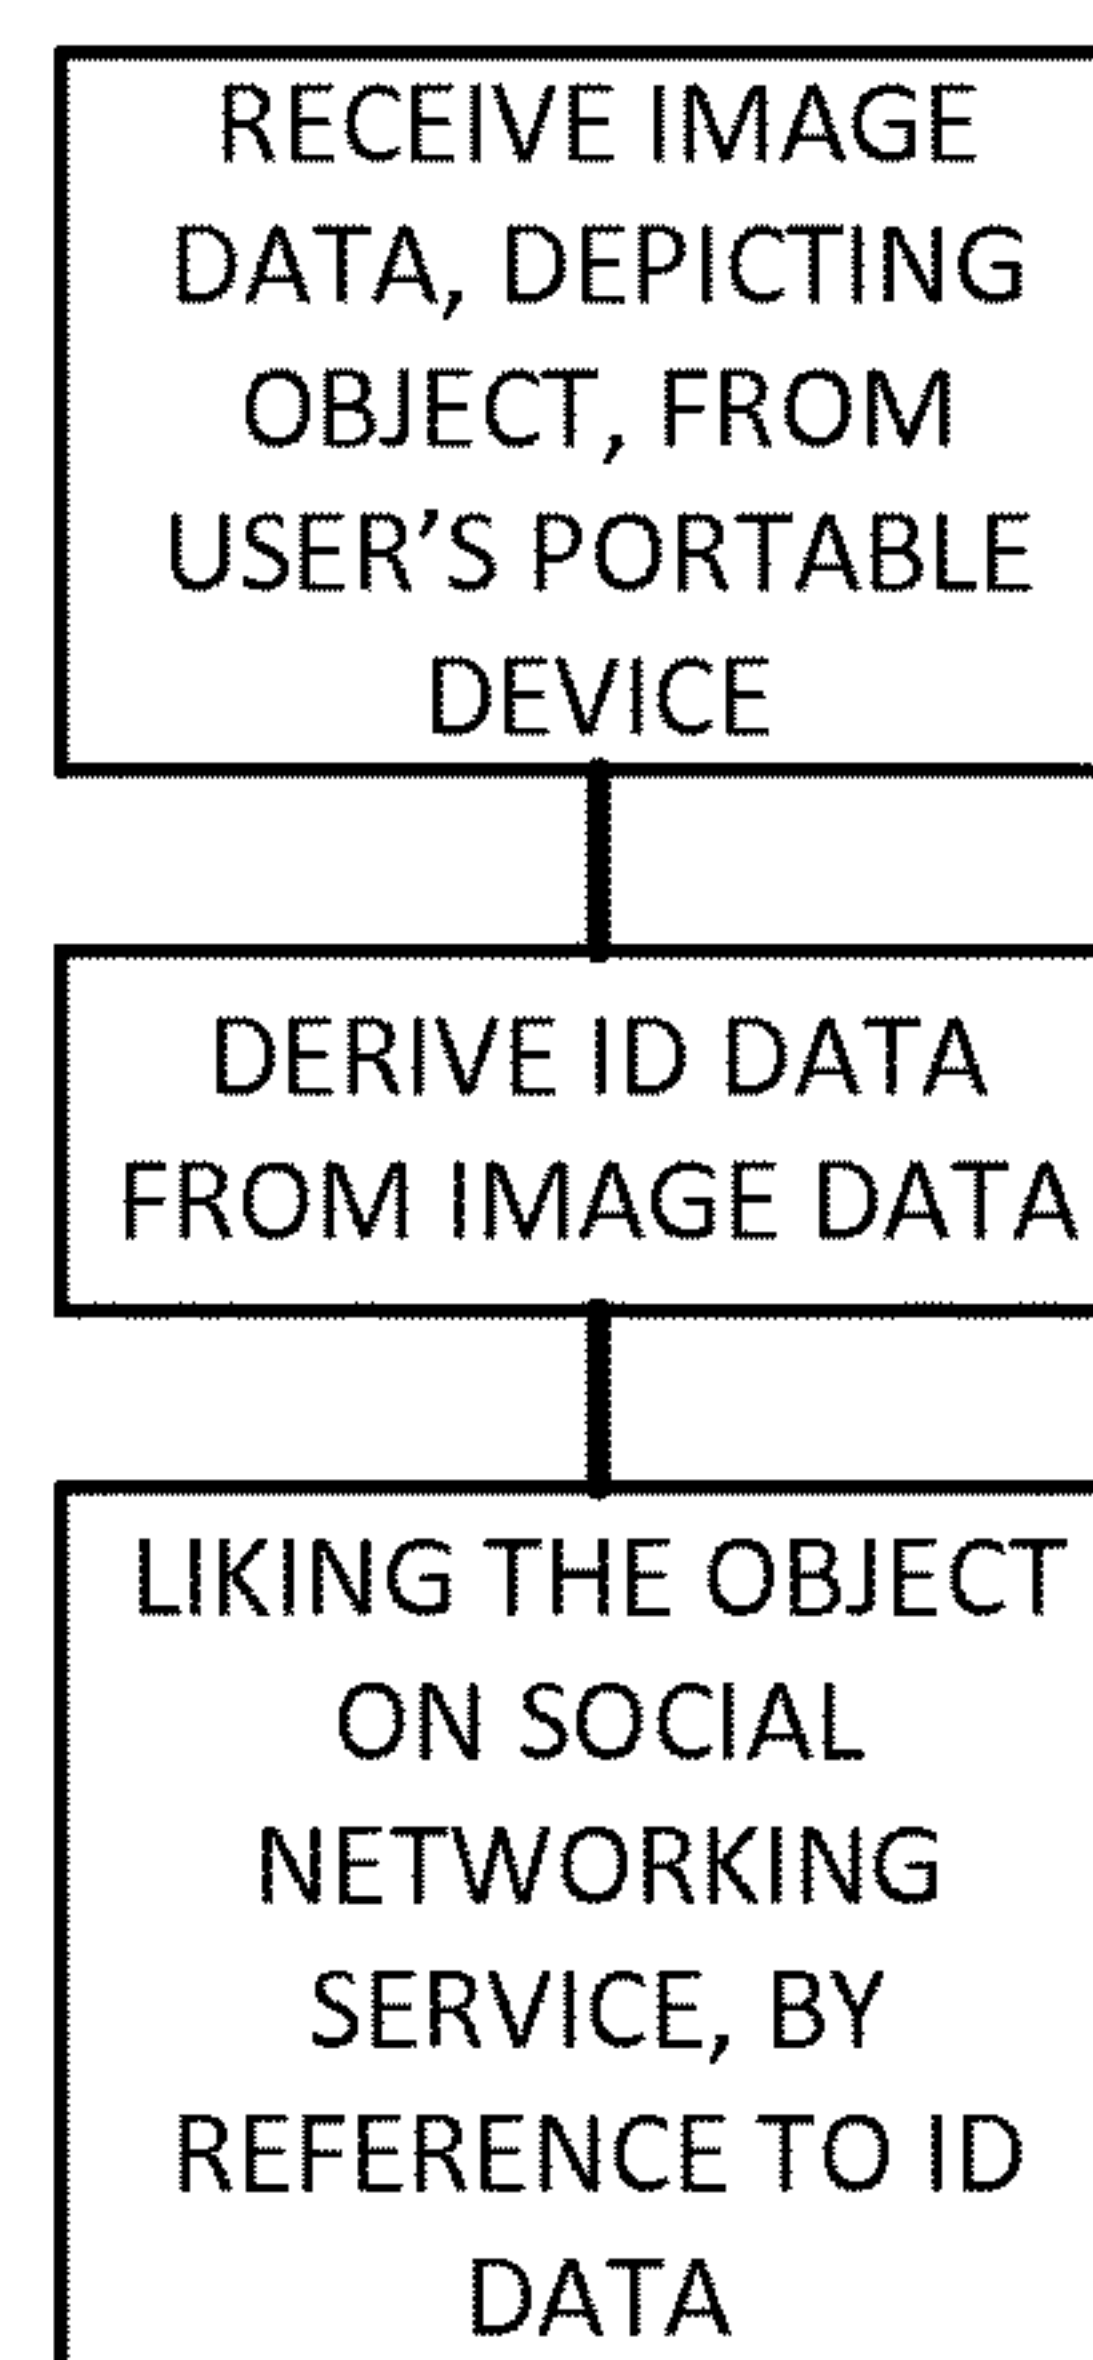 RECEIVE IMAGE
DATA, DEPICTING
OBJECT, FROM
USER’S PORTABLE
DEVICE
DERIVE ID DATA
FROM IMAGE DATA
LIKING THE OBJECT
ON SOCIAL
NETWORKING
SERVICE, BY
REFERENCE TO ID
DATA